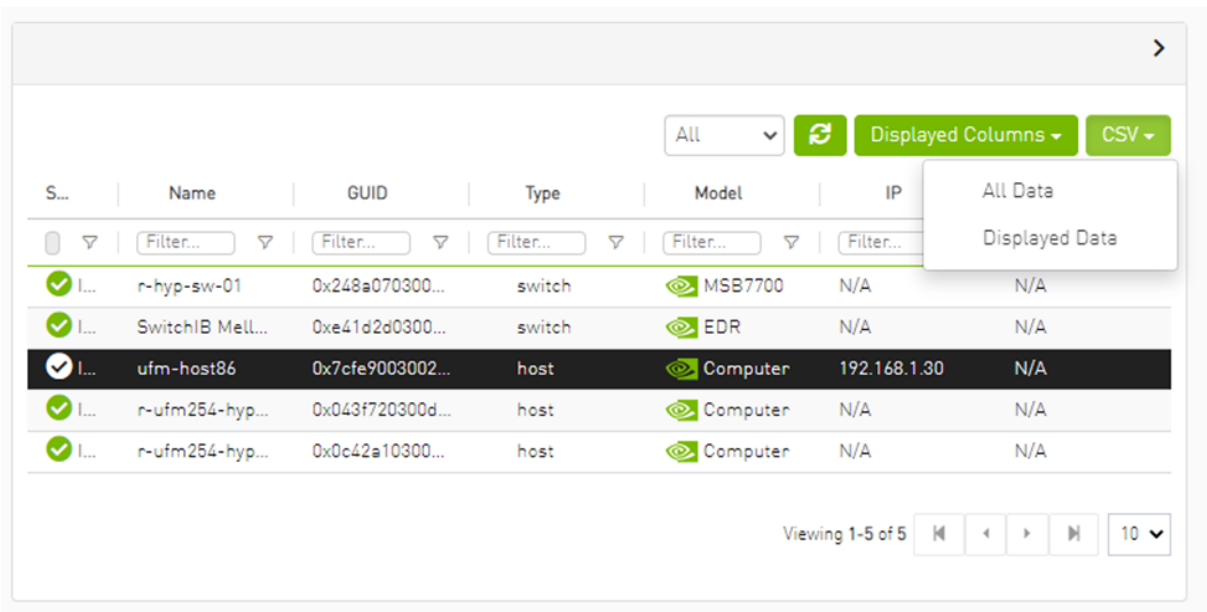 All Displayed Columns CSV
All Data
Displayed Data
S... Name GUID Type Model IP
Filter... Filter... Filter... Filter... Filter...
I... r-hyp-sw-01 0x248a070300... switch MSB7700 N/A N/A
I... SwitchIB Mell... 0xe41d2d0300... switch EDR N/A N/A
I... ufm-host86 0x7cfe9003002... host Computer 192.168.1.30 N/A
I... r-ufm254-hyp... 0x043f720300d... host Computer N/A N/A
I... r-ufm254-hyp... 0x0c42a10300... host Computer N/A N/A
Viewing 1-5 of 5 10